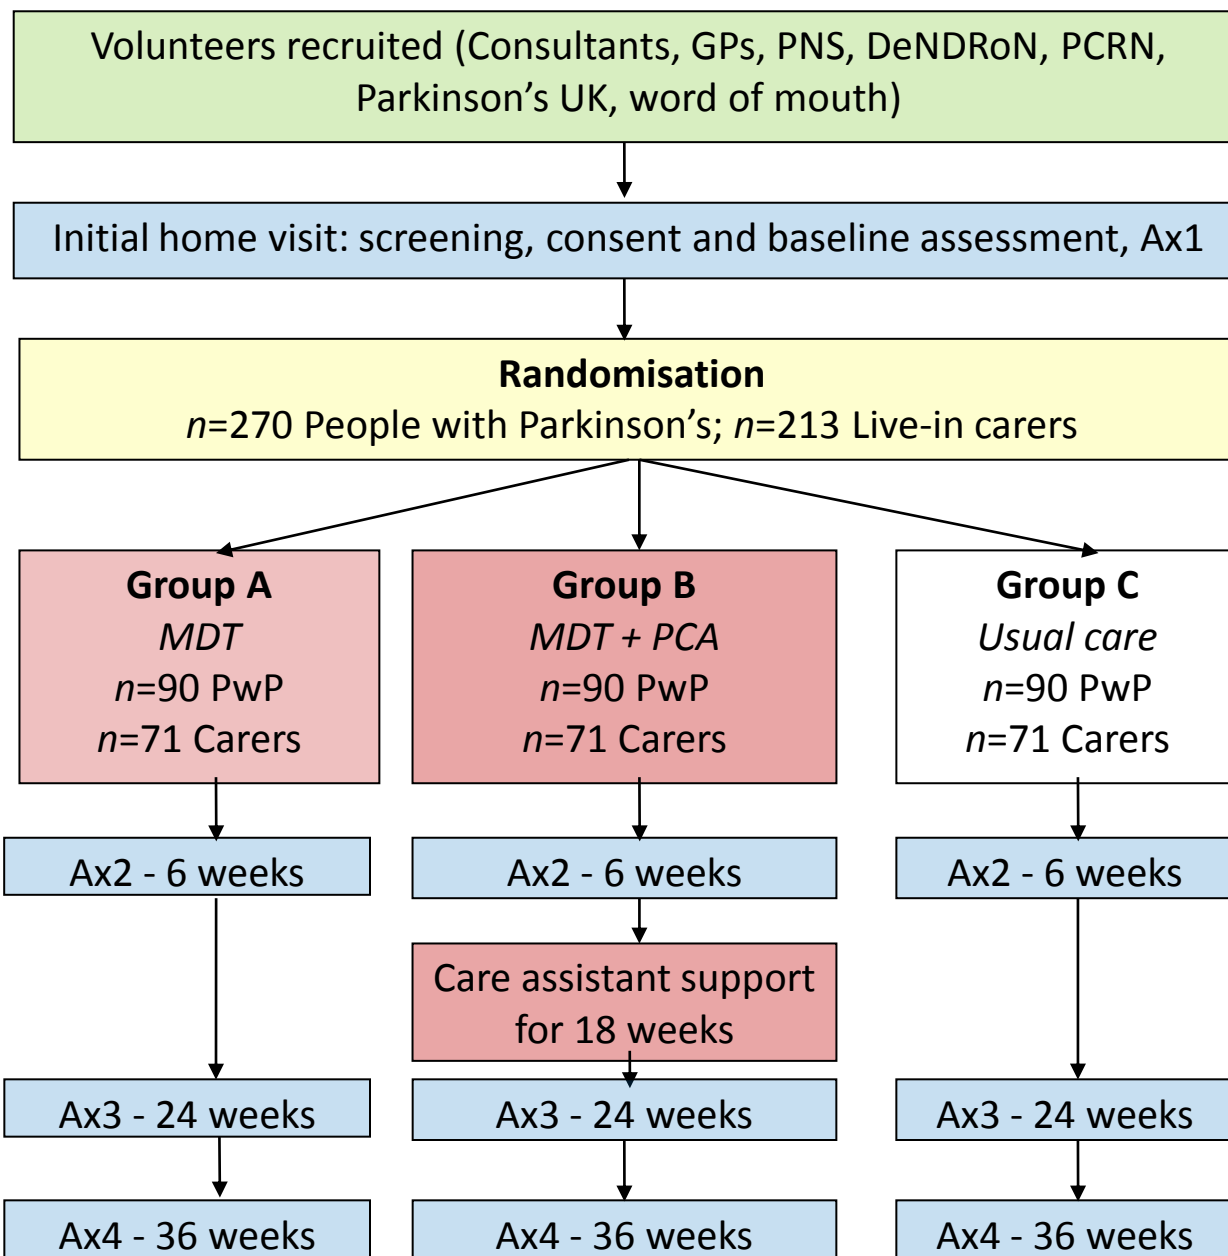 Volunteers recruited (Consultants, GPs, PNS, DeNDRoN, PCRN,
Parkinson’s UK, word of mouth)
Initial home visit: screening, consent and baseline assessment, Ax1
Randomisation
n=270 People with Parkinson’s; n=213 Live-in carers
Group A
MDT
n=90 PwP
n=71 Carers
Group B
MDT + PCA
n=90 PwP
n=71 Carers
Group C
Usual care
n=90 PwP
n=71 Carers
Ax2 - 6 weeks
Ax2 - 6 weeks
Ax2 - 6 weeks
Care assistant support
for 18 weeks
Ax3 - 24 weeks
Ax3 - 24 weeks
Ax3 - 24 weeks
Ax4 - 36 weeks
Ax4 - 36 weeks
Ax4 - 36 weeks